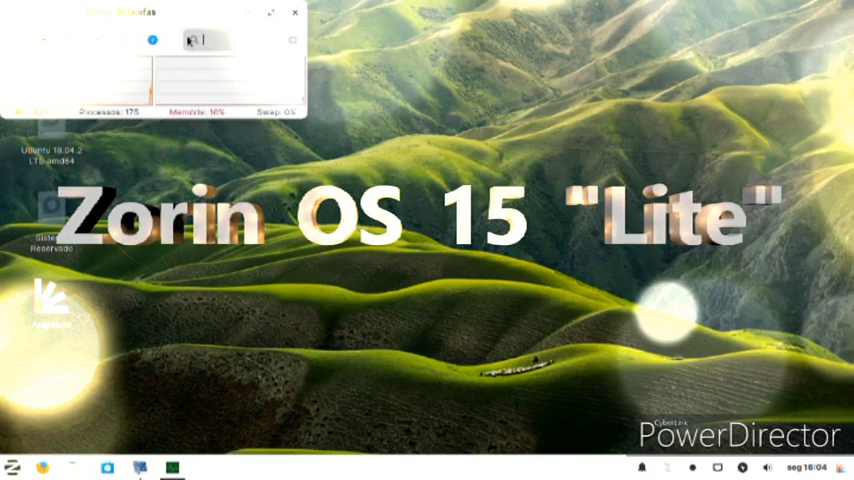 Processos: 175
Memória: 16%
Swap: 0%
Ubuntu 18.04.2
LTS amd64
Zorin OS 15 "Lite"
Reservado
CyberLink
PowerDirector
seg 16:04